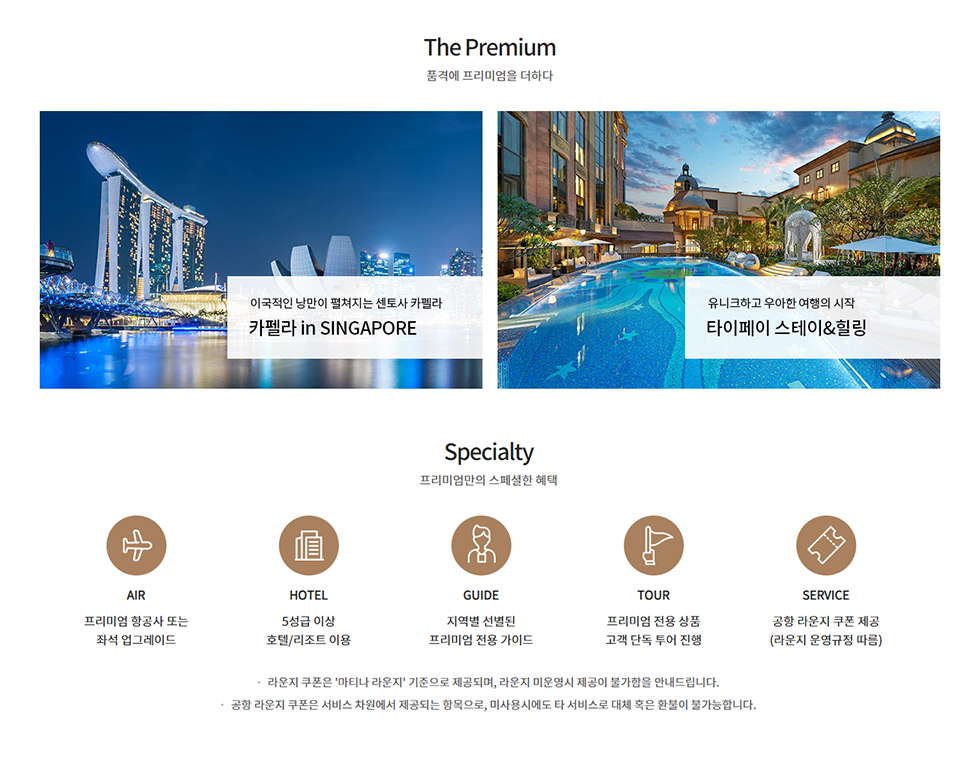 The Premium
품격에 프리미엄을 더하다
이국적인 낭만이 펼쳐지는 센토사 카펠라
카펠라 in SINGAPORE
유니크하고 우아한 여행의 시작
타이페이 스테이&힐링
Specialty
프리미엄만의 스페셜한 혜택
AIR
프리미엄 항공사 또는
좌석 업그레이드
HOTEL
5성급 이상
호텔/리조트 이용
GUIDE
지역별 선별된
프리미엄 전용 가이드
TOUR
프리미엄 전용 상품
고객 단독 투어 진행
SERVICE
공항 라운지 쿠폰 제공
(라운지 운영규정 따름)
· 라운지 쿠폰은 '마티나 라운지' 기준으로 제공되며, 라운지 미운영시 제공이 불가함을 안내드립니다.
· 공항 라운지 쿠폰은 서비스 차원에서 제공되는 항목으로, 미사용시에도 타 서비스로 대체 혹은 환불이 불가능합니다.